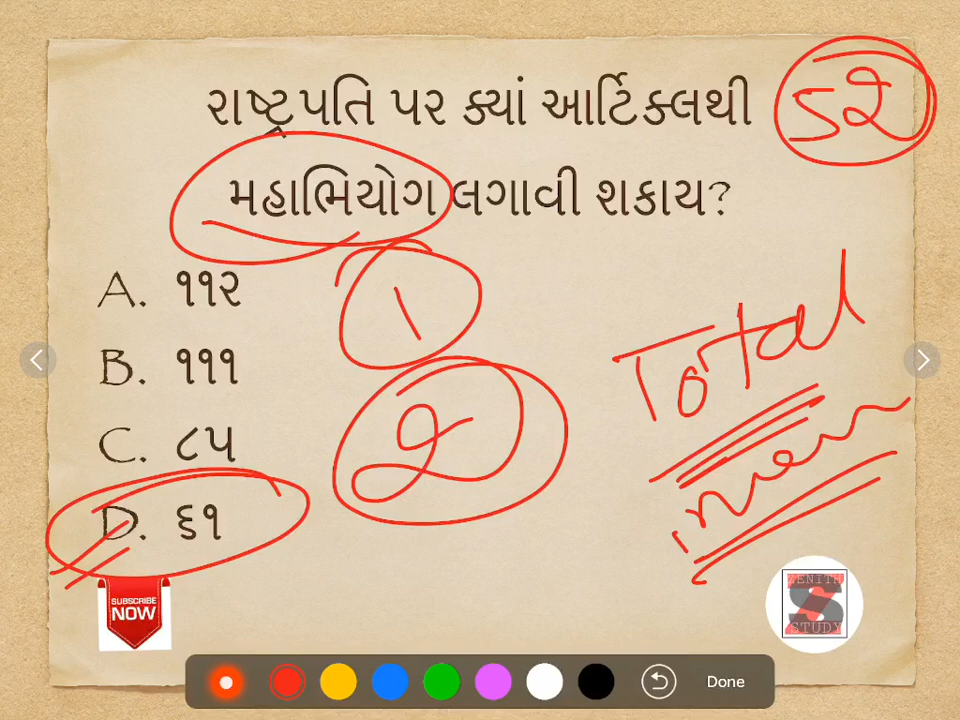 રાષ્ટ્રપતિ પર ક્યાં આર્ટિક્લથી
52
મહાભિયોગ લગાવી શકાય?
A. ૧૧૨
1
B. ૧૧૧
Total
2
C. ૮૫
D. ૬૧
SUBSCRIBE
NOW
ZENITH
STUDY
Done